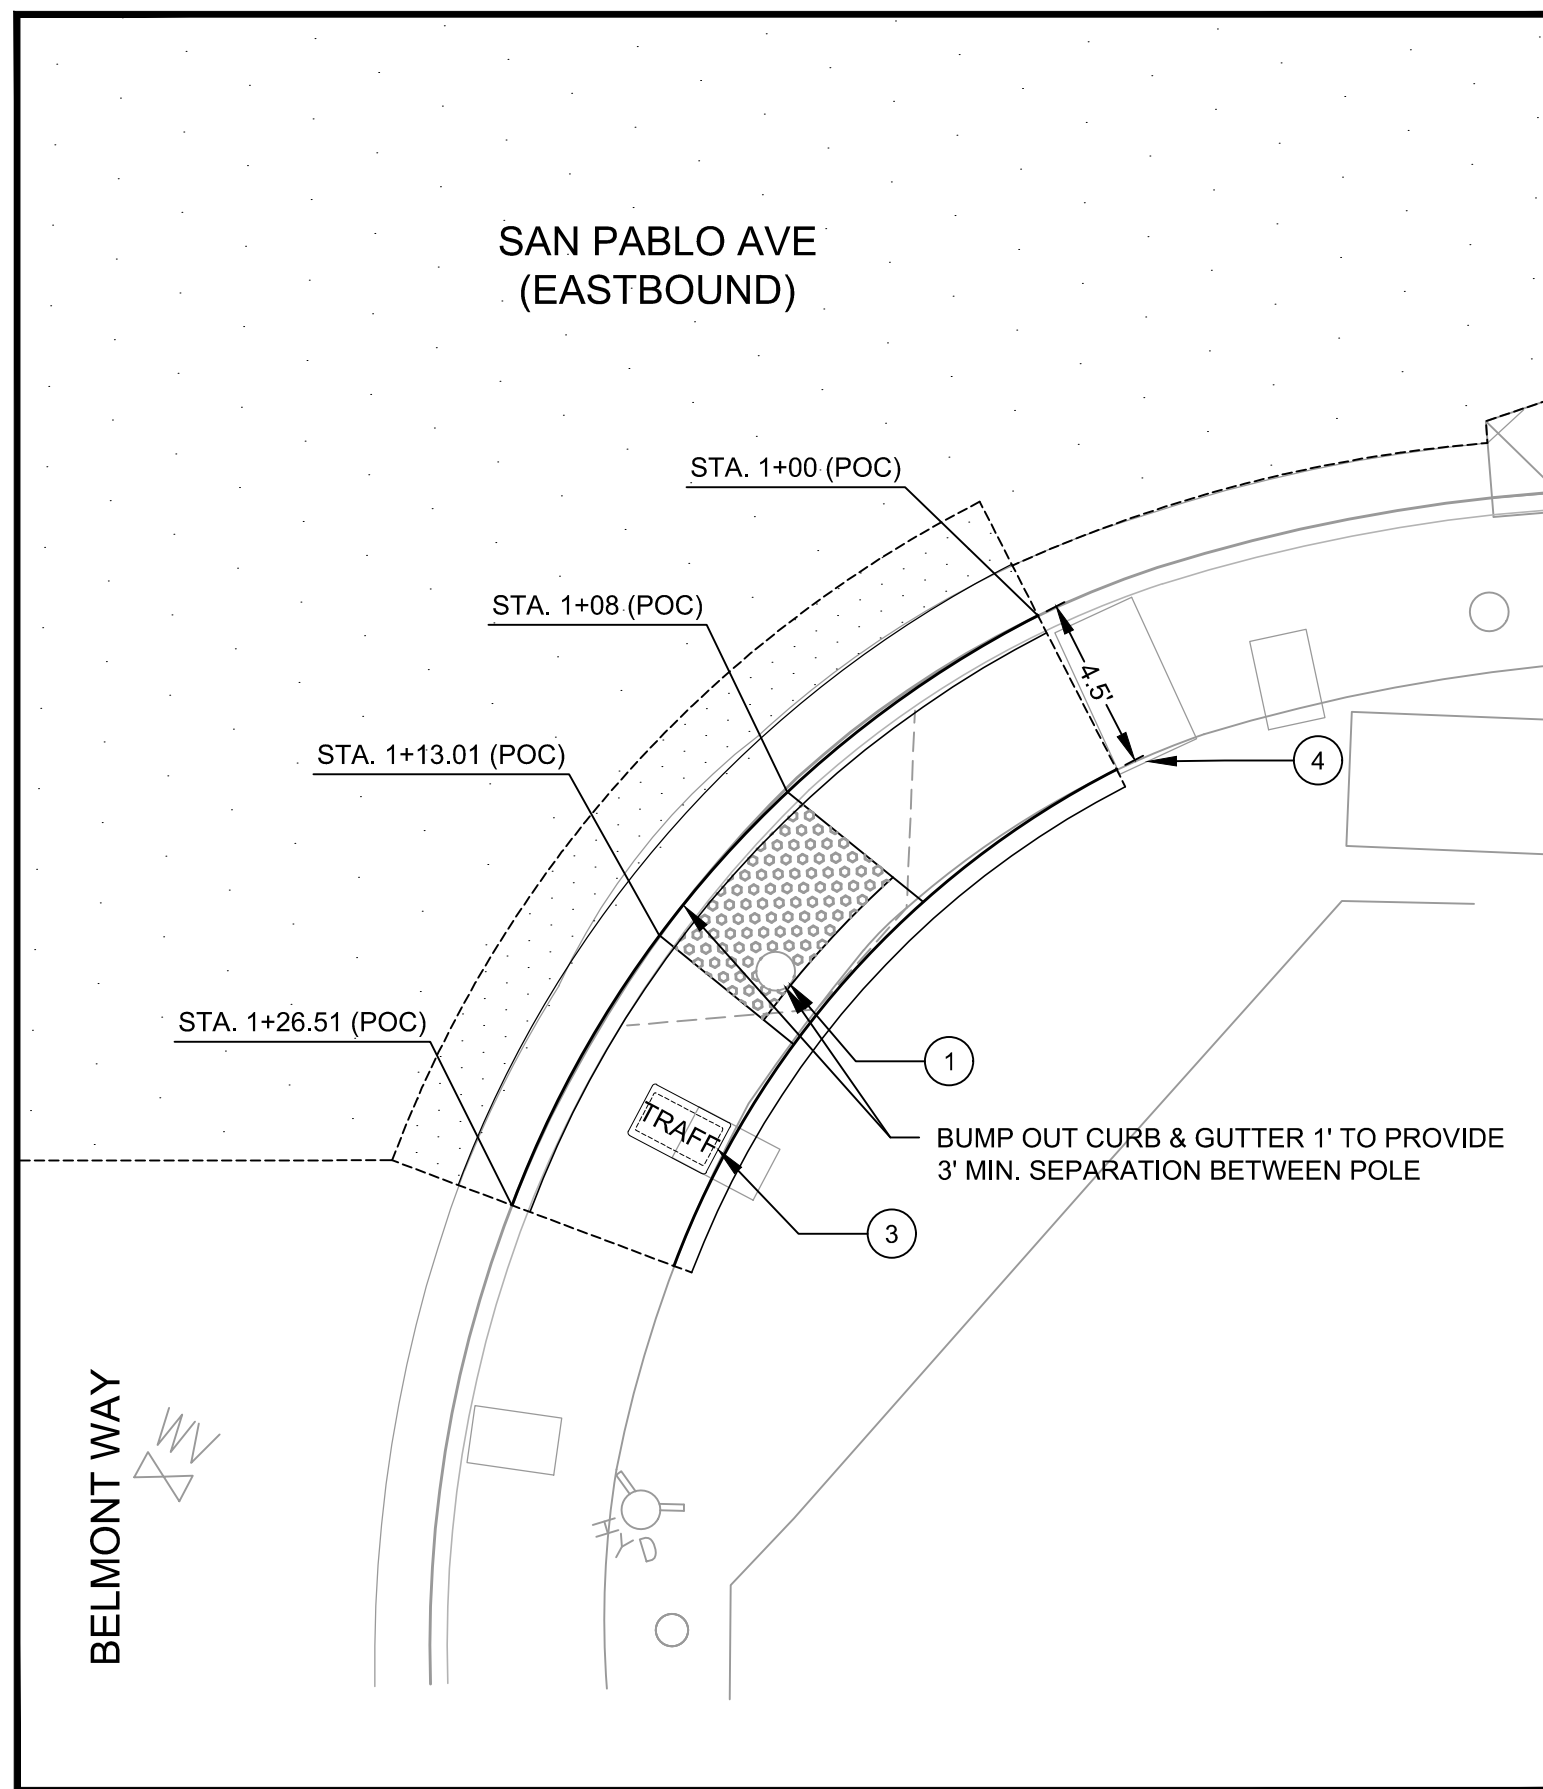 SAN PABLO AVE
(EASTBOUND)
STA. 1+00 (POC)
STA. 1+08 (POC)
4.5'
STA. 1+13.01 (POC)
4
STA. 1+26.51 (POC)
1
TRAFF
BUMP OUT CURB & GUTTER 1' TO PROVIDE
3' MIN. SEPARATION BETWEEN POLE
3
BELMONT WAY
WV
HYD